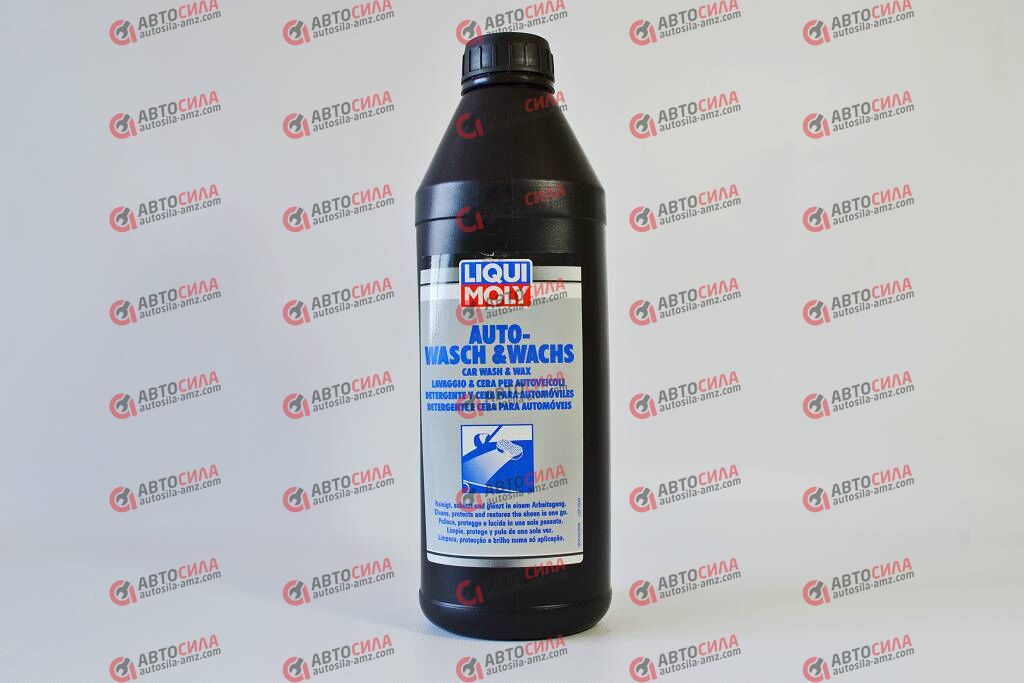 LIQUI
MOLY
AUTO-
WASCH & WACHS
CAR WASH & WAX
LAVAGGIO & CERA PER AUTOVEICOLI
DETERGENTE Y CERA PARA AUTOMÓVILES
DETERGENTE E CERA PARA AUTOMÓVEIS
Reinigt, schützt und glänzt in einem Arbeitsgang.
Cleans, protects and restores the sheen in one go.
Pulisce, protegge e lucida in una sola passata.
Limpia, protege y pule de una sola vez.
Limpeza, protecção e brilho numa só aplicação.
АВТОСИЛА
autosila-amz.com